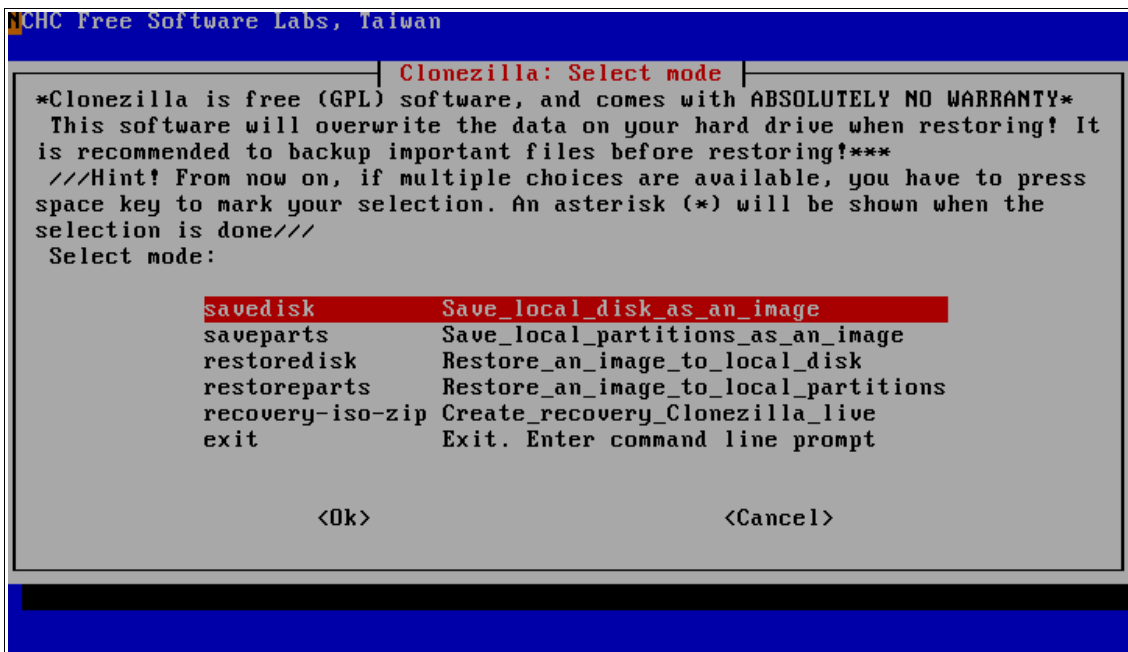 NCHC Free Software Labs, Taiwan
Clonezilla: Select mode
*Clonezilla is free (GPL) software, and comes with ABSOLUTELY NO WARRANTY*
This software will overwrite the data on your hard drive when restoring! It
is recommended to backup important files before restoring!***
///Hint! From now on, if multiple choices are available, you have to press
space key to mark your selection. An asterisk (*) will be shown when the
selection is done///
Select mode:
savedisk Save_local_disk_as_an_image
saveparts Save_local_partitions_as_an_image
restoredisk Restore_an_image_to_local_disk
restoreparts Restore_an_image_to_local_partitions
recovery-iso-zip Create_recovery_Clonezilla_live
exit Exit. Enter command line prompt
<Ok> <Cancel>